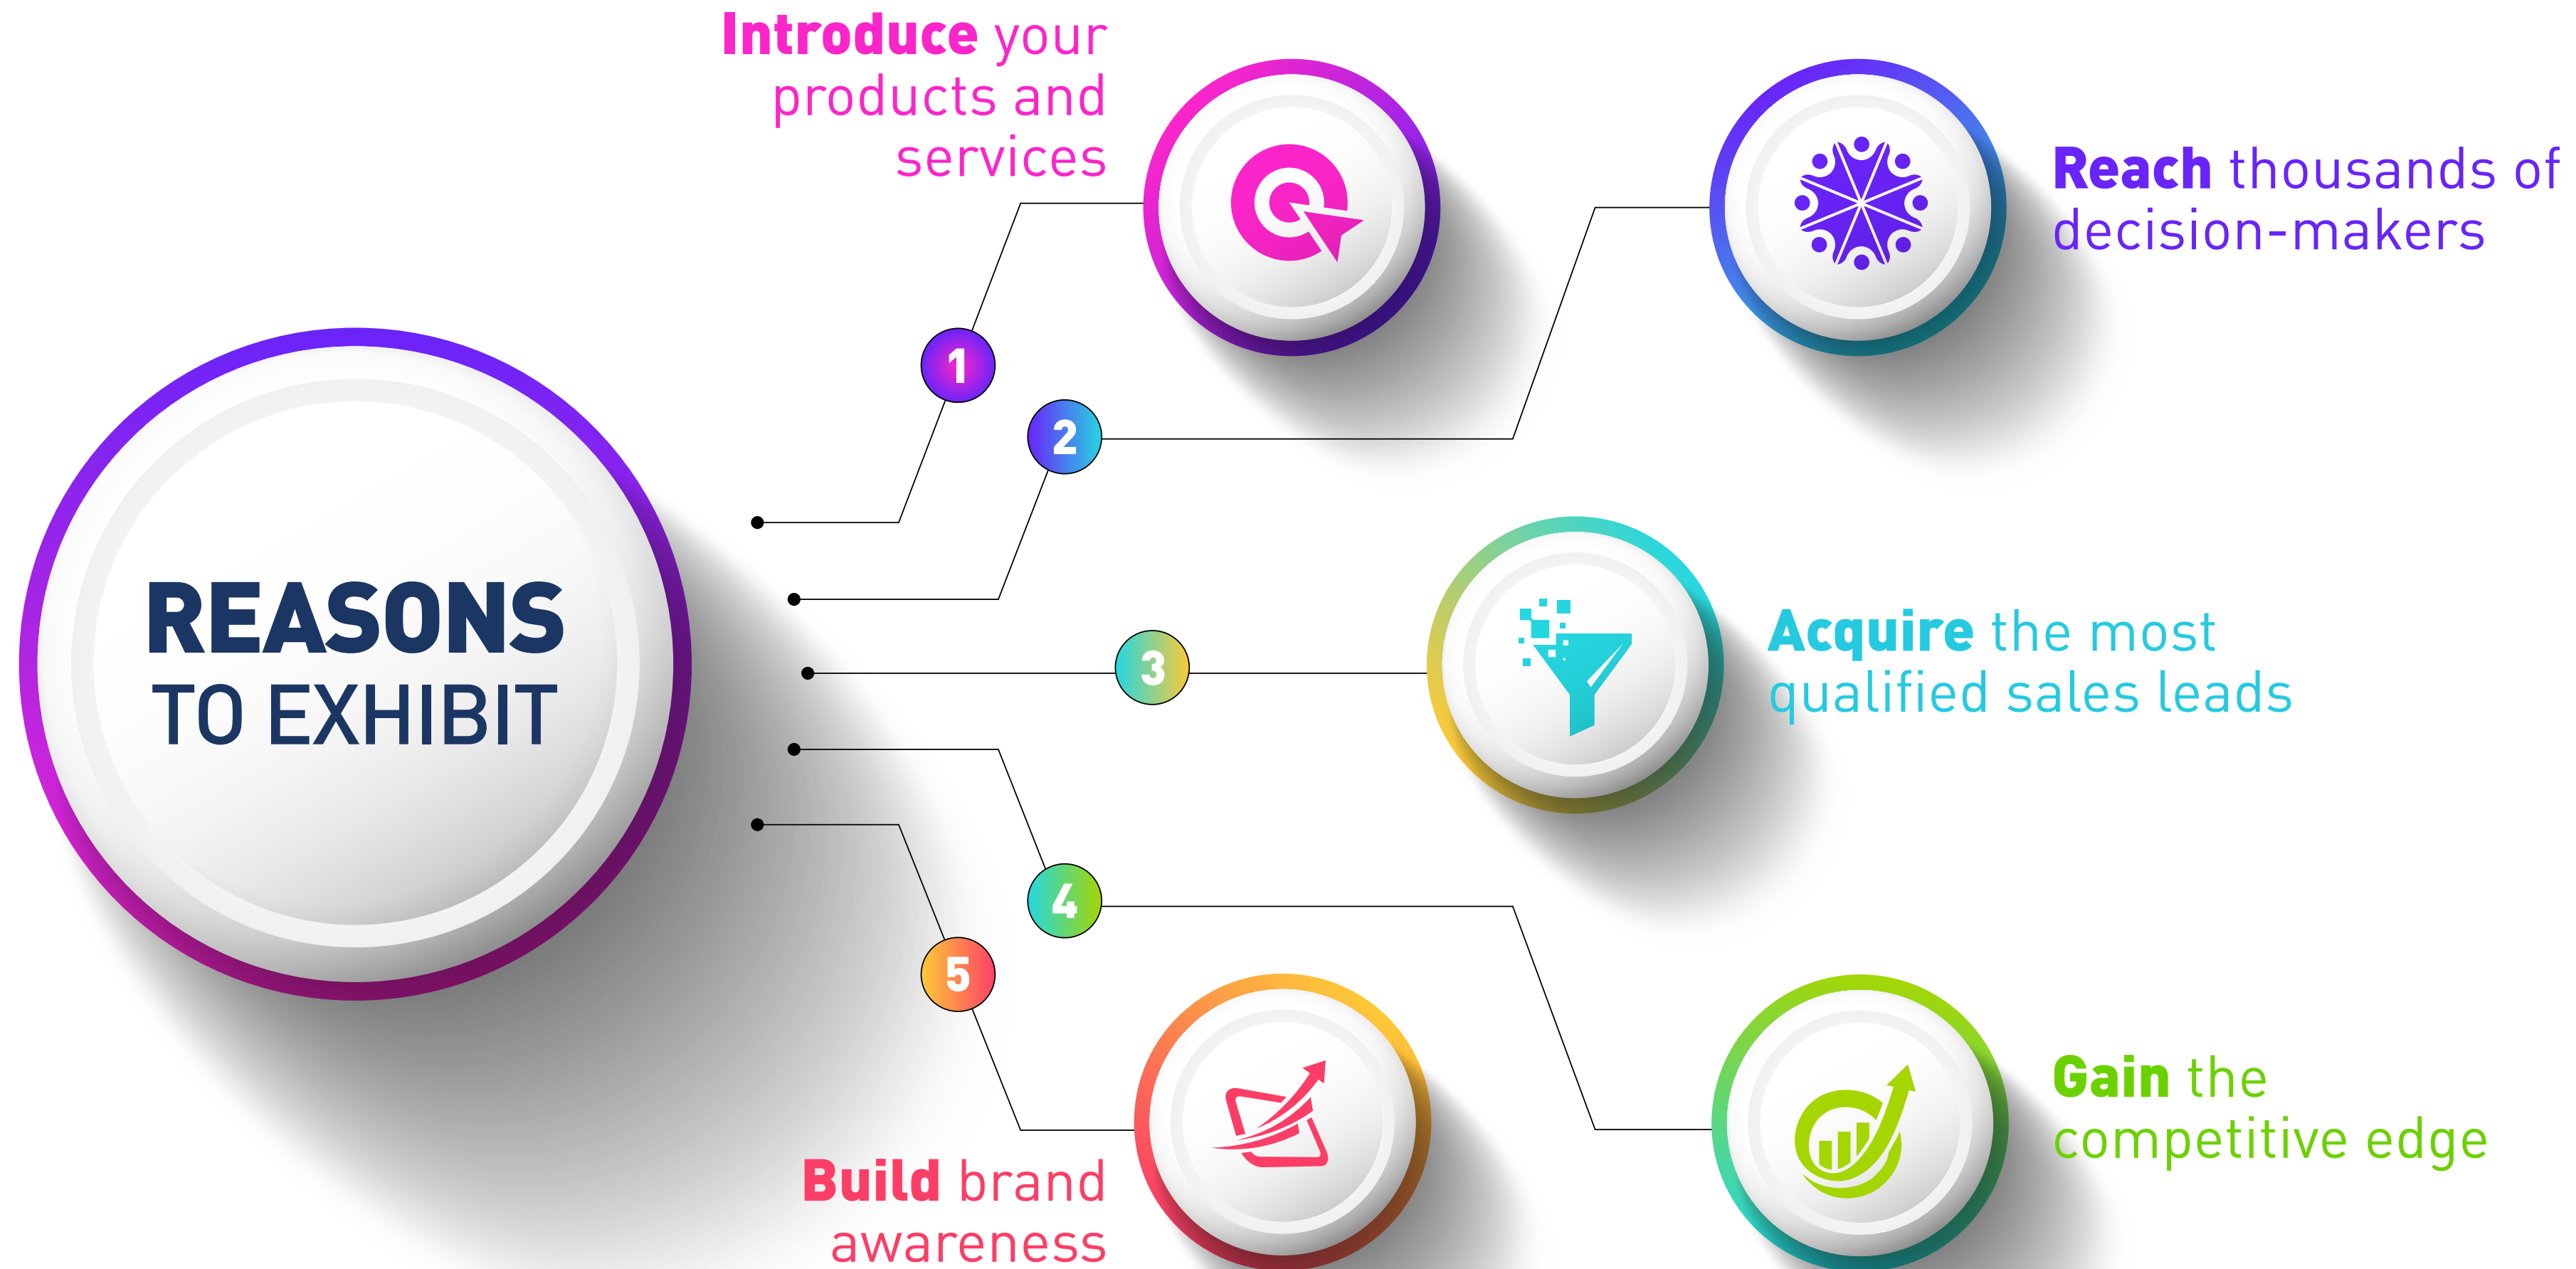 REASONS
TO EXHIBIT
1
Introduce your
products and
services
2
Reach thousands of
decision-makers
3
Acquire the most
qualified sales leads
4
Gain the
competitive edge
5
Build brand
awareness